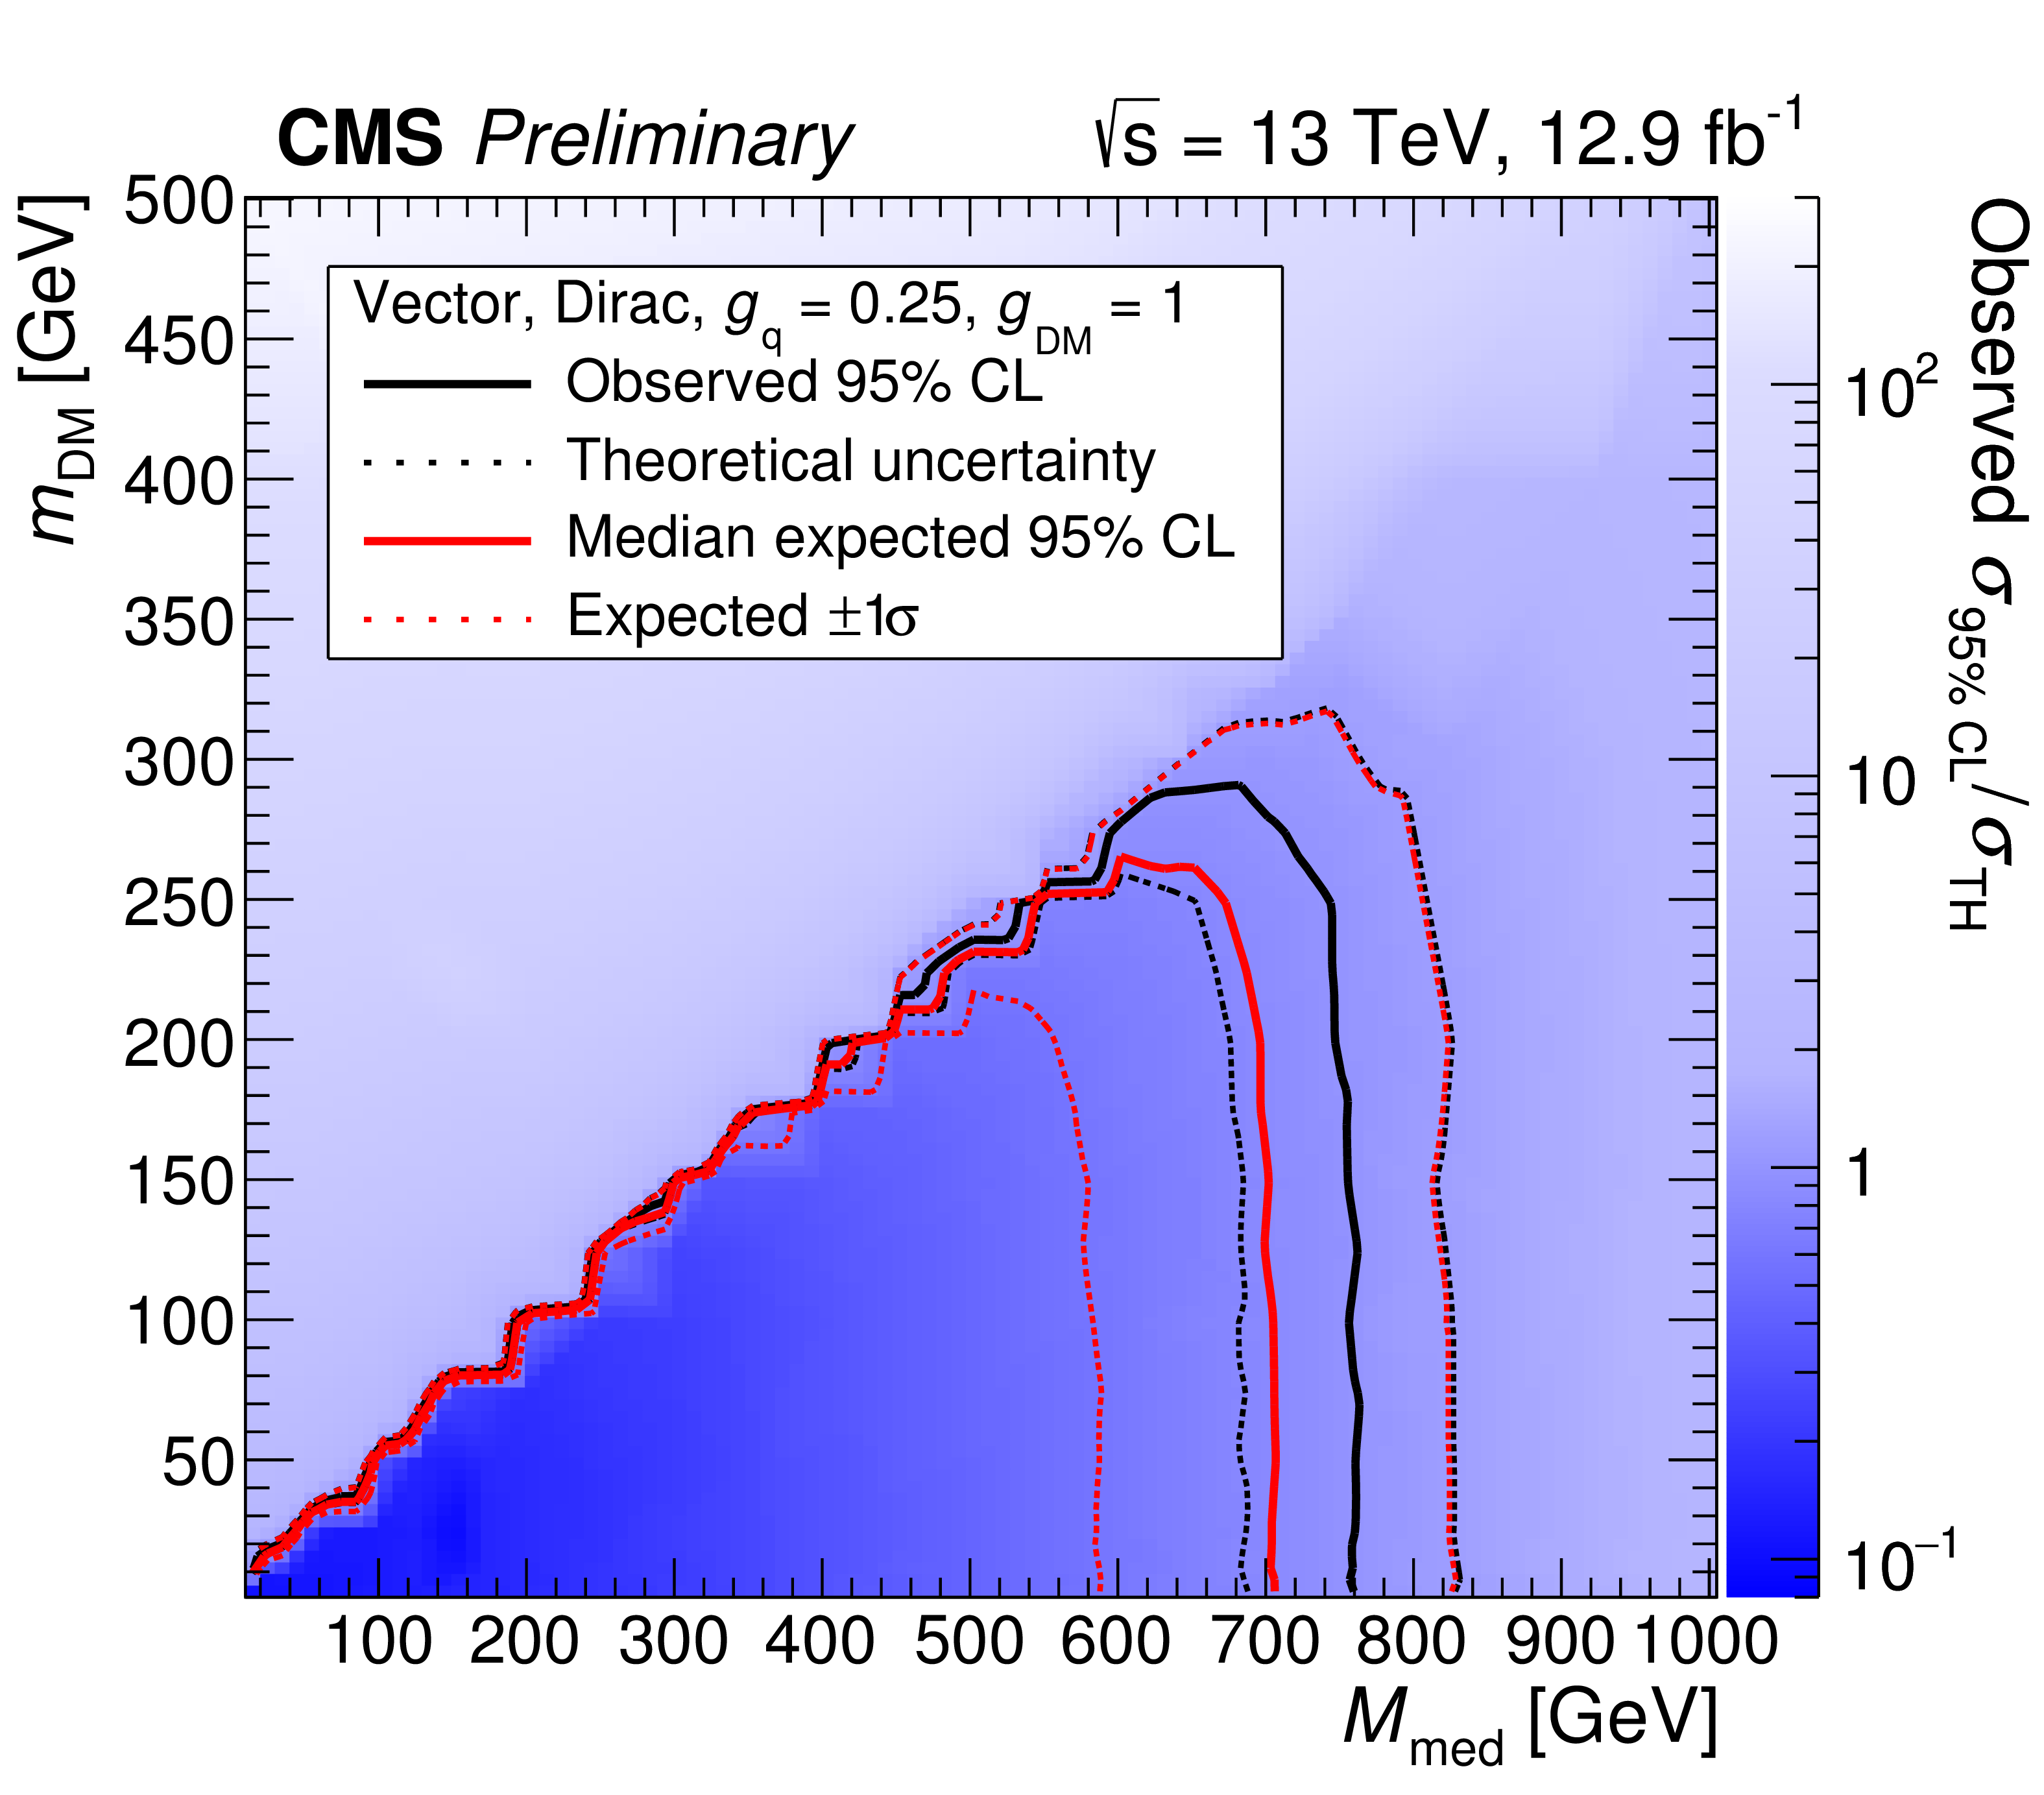 CMS Preliminary
√s = 13 TeV, 12.9 fb⁻¹
m_DM [GeV]
500
450
400
350
300
250
200
150
100
50
Vector, Dirac, g_q = 0.25, g_DM = 1
Observed 95% CL
Theoretical uncertainty
Median expected 95% CL
Expected ±1σ
100 200 300 400 500 600 700 800 900 1000
M_med [GeV]
10²
10
1
10⁻¹
Observed σ_95% CL/σ_TH